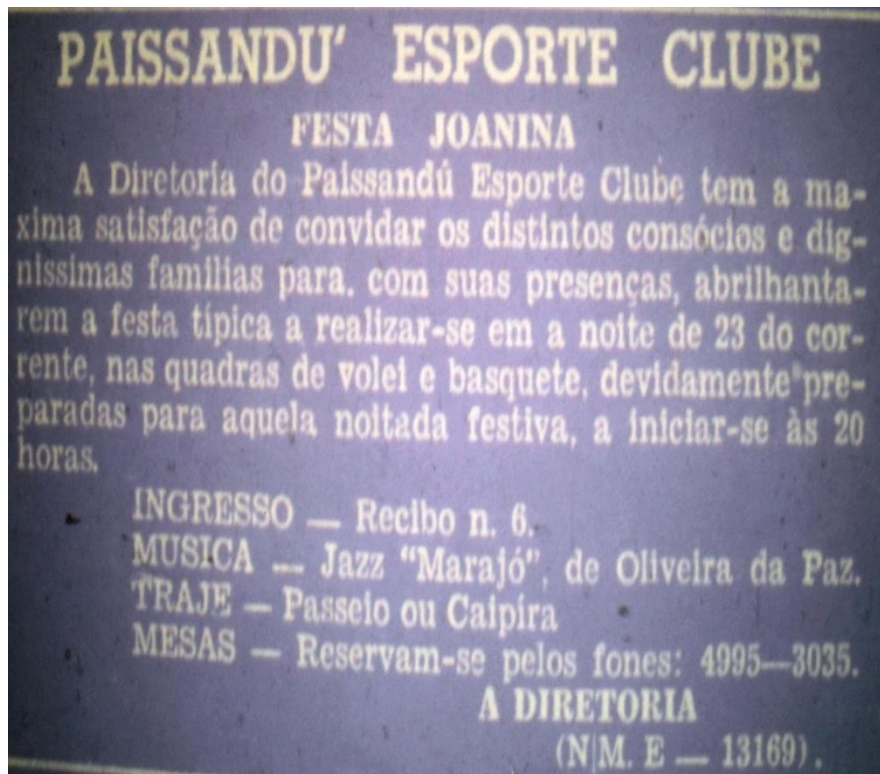 PAISSANDU' ESPORTE CLUBE
FESTA JOANINA
A Diretoria do Paissandû Esporte Clube tem a ma-
xima satisfação de convidar os distintos consócios e dig-
nissimas familias para. com suas presenças, abrilhanta-
rem a festa típica a realizar-se em a noite de 23 do cor-
rente, nas quadras de volei e basquete, devidamente pre-
paradas para aquela noitada festiva, a iniciar-se às 20
horas.
INGRESSO — Recibo n. 6.
MUSICA — Jazz "Marajó", de Oliveira da Paz.
TRAJE — Passeio ou Caipira
MESAS — Reservam-se pelos fones: 4995—3035.
A DIRETORIA
(N|M. E — 13169).